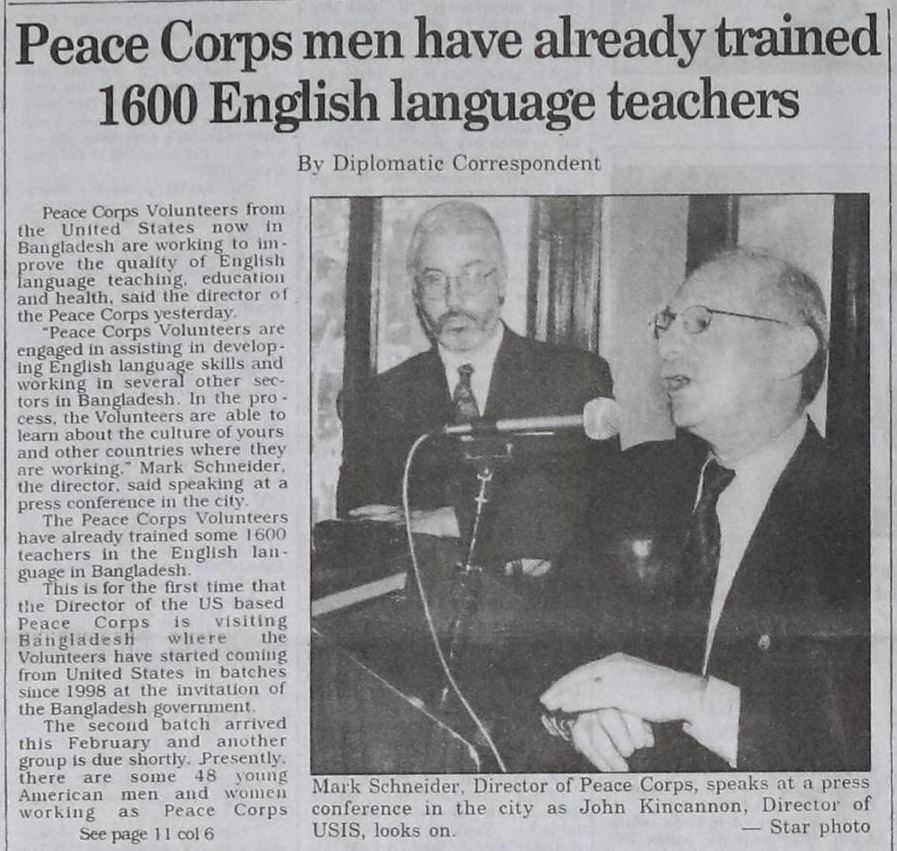 Peace Corps men have already trained
1600 English language teachers
By Diplomatic Correspondent
Peace Corps Volunteers from
the United States now in
Bangladesh are working to im-
prove the quality of English
language teaching, education
and health, said the director of
the Peace Corps yesterday.
"Peace Corps Volunteers are
engaged in assisting in develop-
ing English language skills and
working in several other sec-
tors in Bangladesh. In the pro-
cess, the Volunteers are able to
learn about the culture of yours
and other countries where they
are working." Mark Schneider,
the director, said speaking at a
press conference in the city.
The Peace Corps Volunteers
have already trained some 1600
teachers in the English lan-
guage in Bangladesh.
This is for the first time that
the Director of the US based
Peace Corps is visiting
Bangladesh where the
Volunteers have started coming
from United States in batches
since 1998 at the invitation of
the Bangladesh government.
The second batch arrived
this February and another
group is due shortly. Presently,
there are some 48 young
American men and women
working as Peace Corps
See page 11 col 6
Mark Schneider, Director of Peace Corps, speaks at a press
conference in the city as John Kincannon, Director of
USIS, looks on. — Star photo